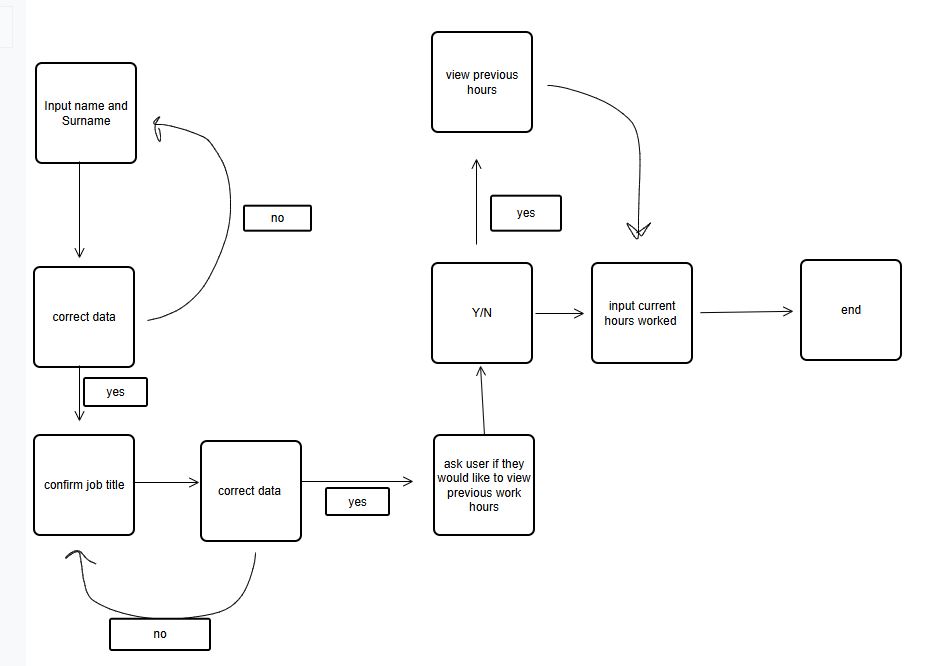 Input name and
Surname
no
correct data
yes
confirm job title
correct data
yes
no
ask user if they
would like to view
previous work
hours
Y/N
yes
view previous
hours
input current
hours worked
end